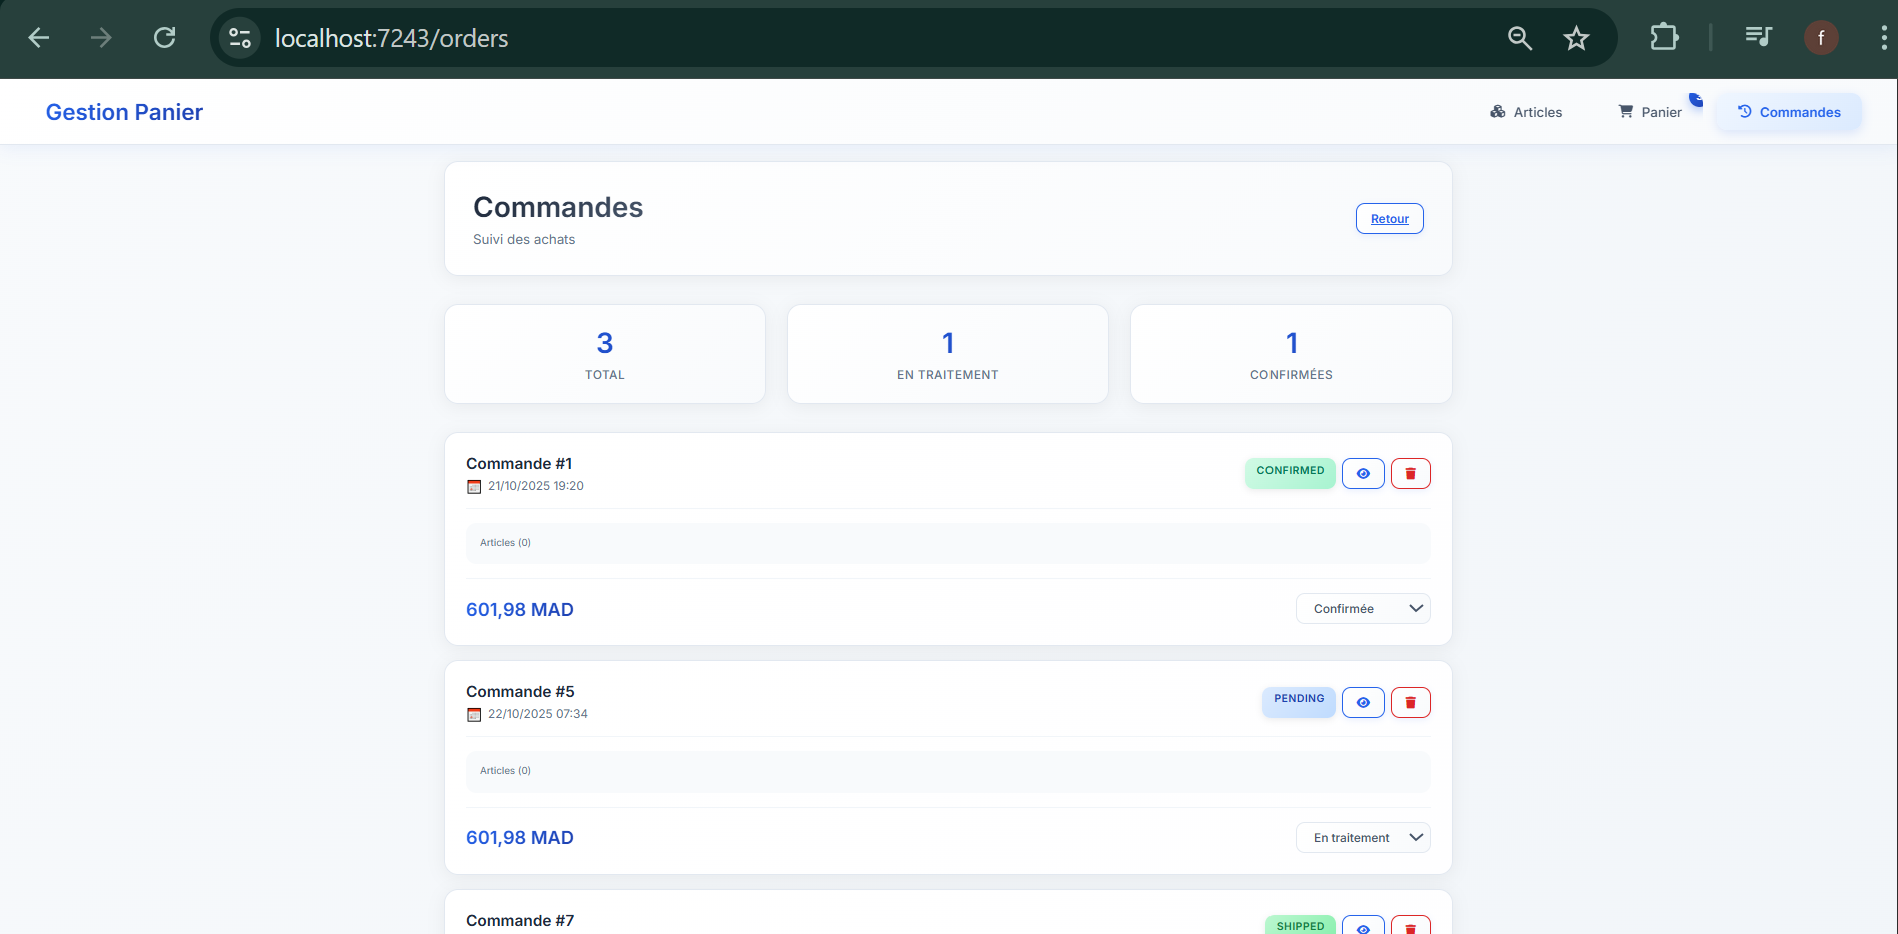 localhost:7243/orders
f
Gestion Panier
Articles
Panier
Commandes
Commandes
Suivi des achats
Retour
3
TOTAL
1
EN TRAITEMENT
1
CONFIRMÉES
Commande #1
21/10/2025 19:20
CONFIRMED
Articles (0)
601,98 MAD
Confirmée
Commande #5
22/10/2025 07:34
PENDING
Articles (0)
601,98 MAD
En traitement
Commande #7
SHIPPED